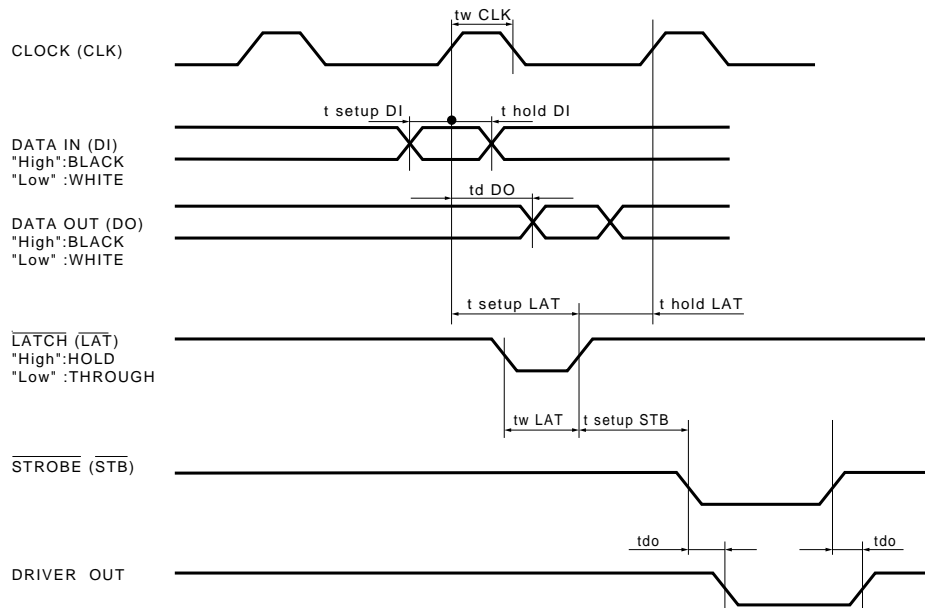 tw CLK
CLOCK (CLK)
t setup DI
t hold DI
DATA IN (DI)
"High":BLACK
"Low" :WHITE
td DO
DATA OUT (DO)
"High":BLACK
"Low" :WHITE
t setup LAT
t hold LAT
LATCH (LAT)
"High":HOLD
"Low" :THROUGH
tw LAT
t setup STB
STROBE (STB)
tdo
tdo
DRIVER OUT